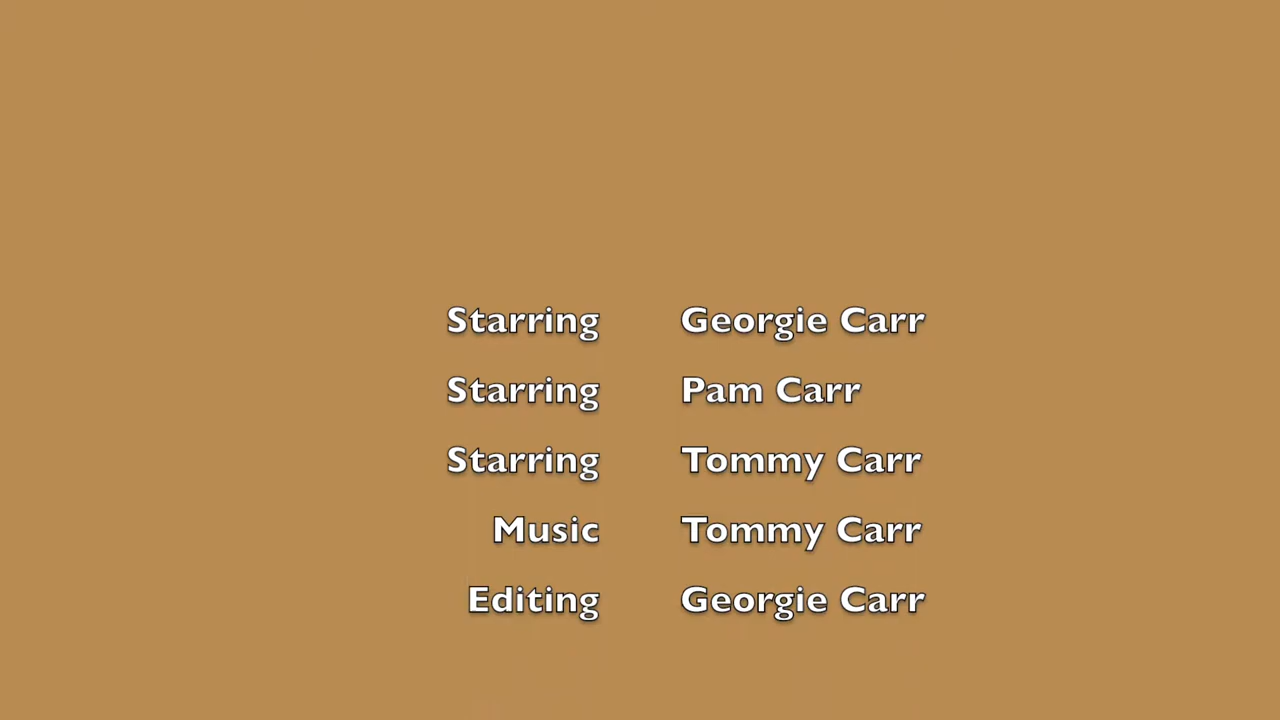 Starring Georgie Carr
Starring Pam Carr
Starring Tommy Carr
Music Tommy Carr
Editing Georgie Carr